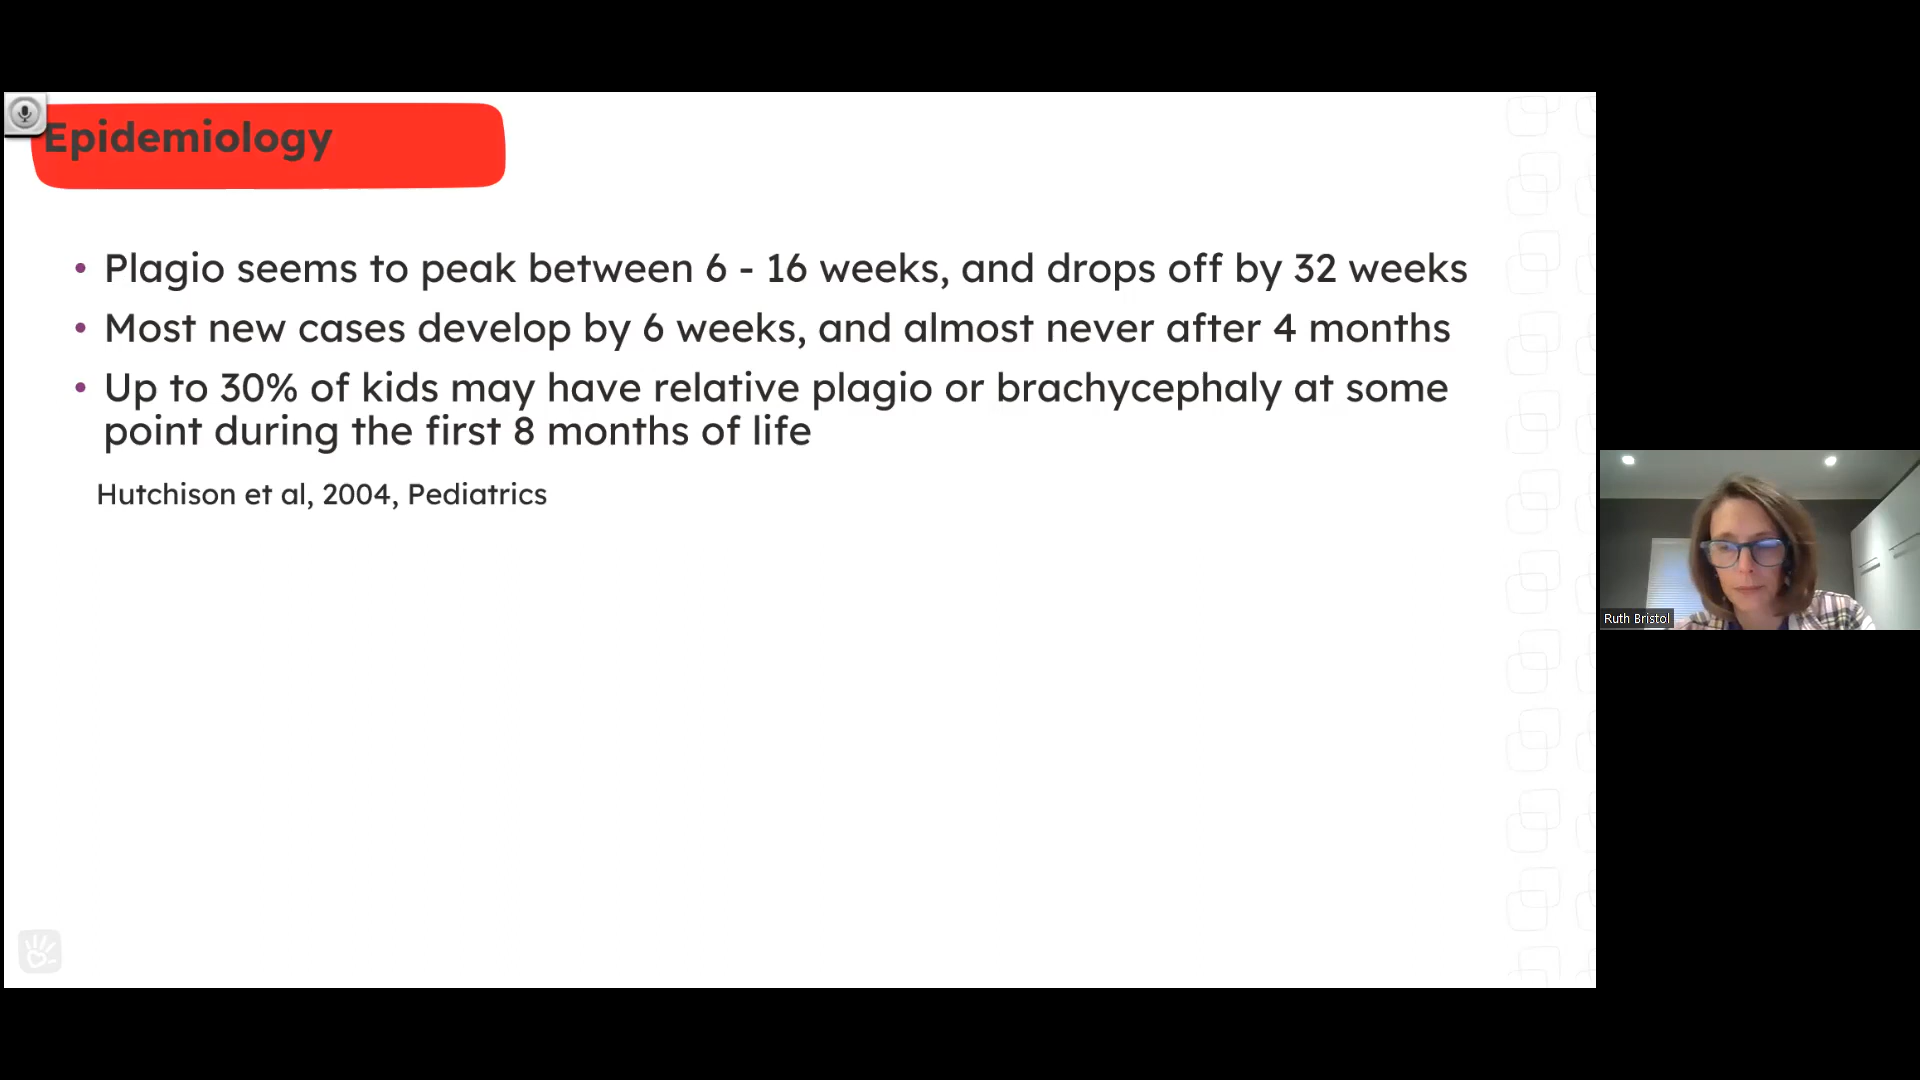 Epidemiology
• Plagio seems to peak between 6 - 16 weeks, and drops off by 32 weeks
• Most new cases develop by 6 weeks, and almost never after 4 months
• Up to 30% of kids may have relative plagio or brachycephaly at some
point during the first 8 months of life
Hutchison et al, 2004, Pediatrics
Ruth Bristol